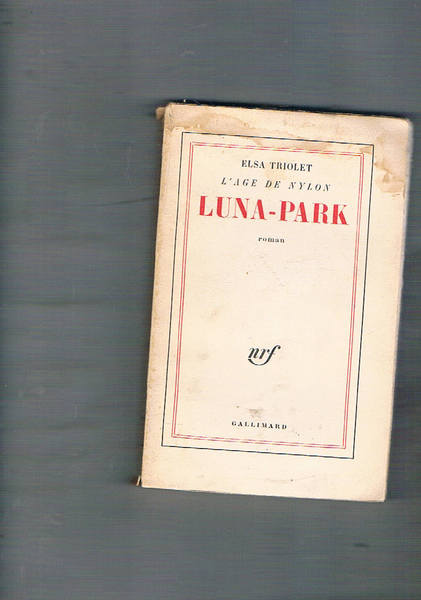 ELSA TRIOLET
L'AGE DE NYLON
LUNA-PARK
roman
nrf
GALLIMARD